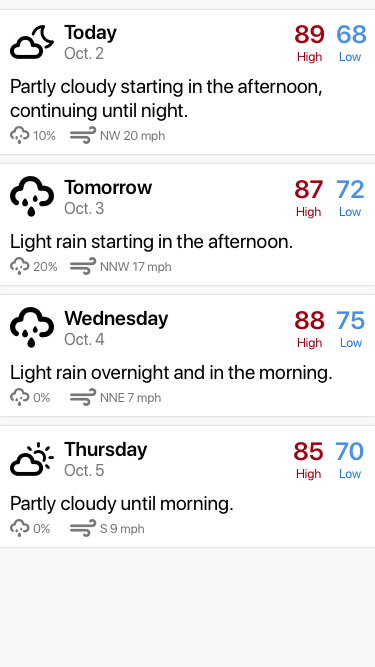 Today
89 68
Oct. 2
High Low
Partly cloudy starting in the afternoon,
continuing until night.
10% NW 20 mph
Tomorrow
87 72
Oct. 3
High Low
Light rain starting in the afternoon.
20% NNW 17 mph
Wednesday
88 75
Oct. 4
High Low
Light rain overnight and in the morning.
0% NNE 7 mph
Thursday
85 70
Oct. 5
High Low
Partly cloudy until morning.
0% S 9 mph